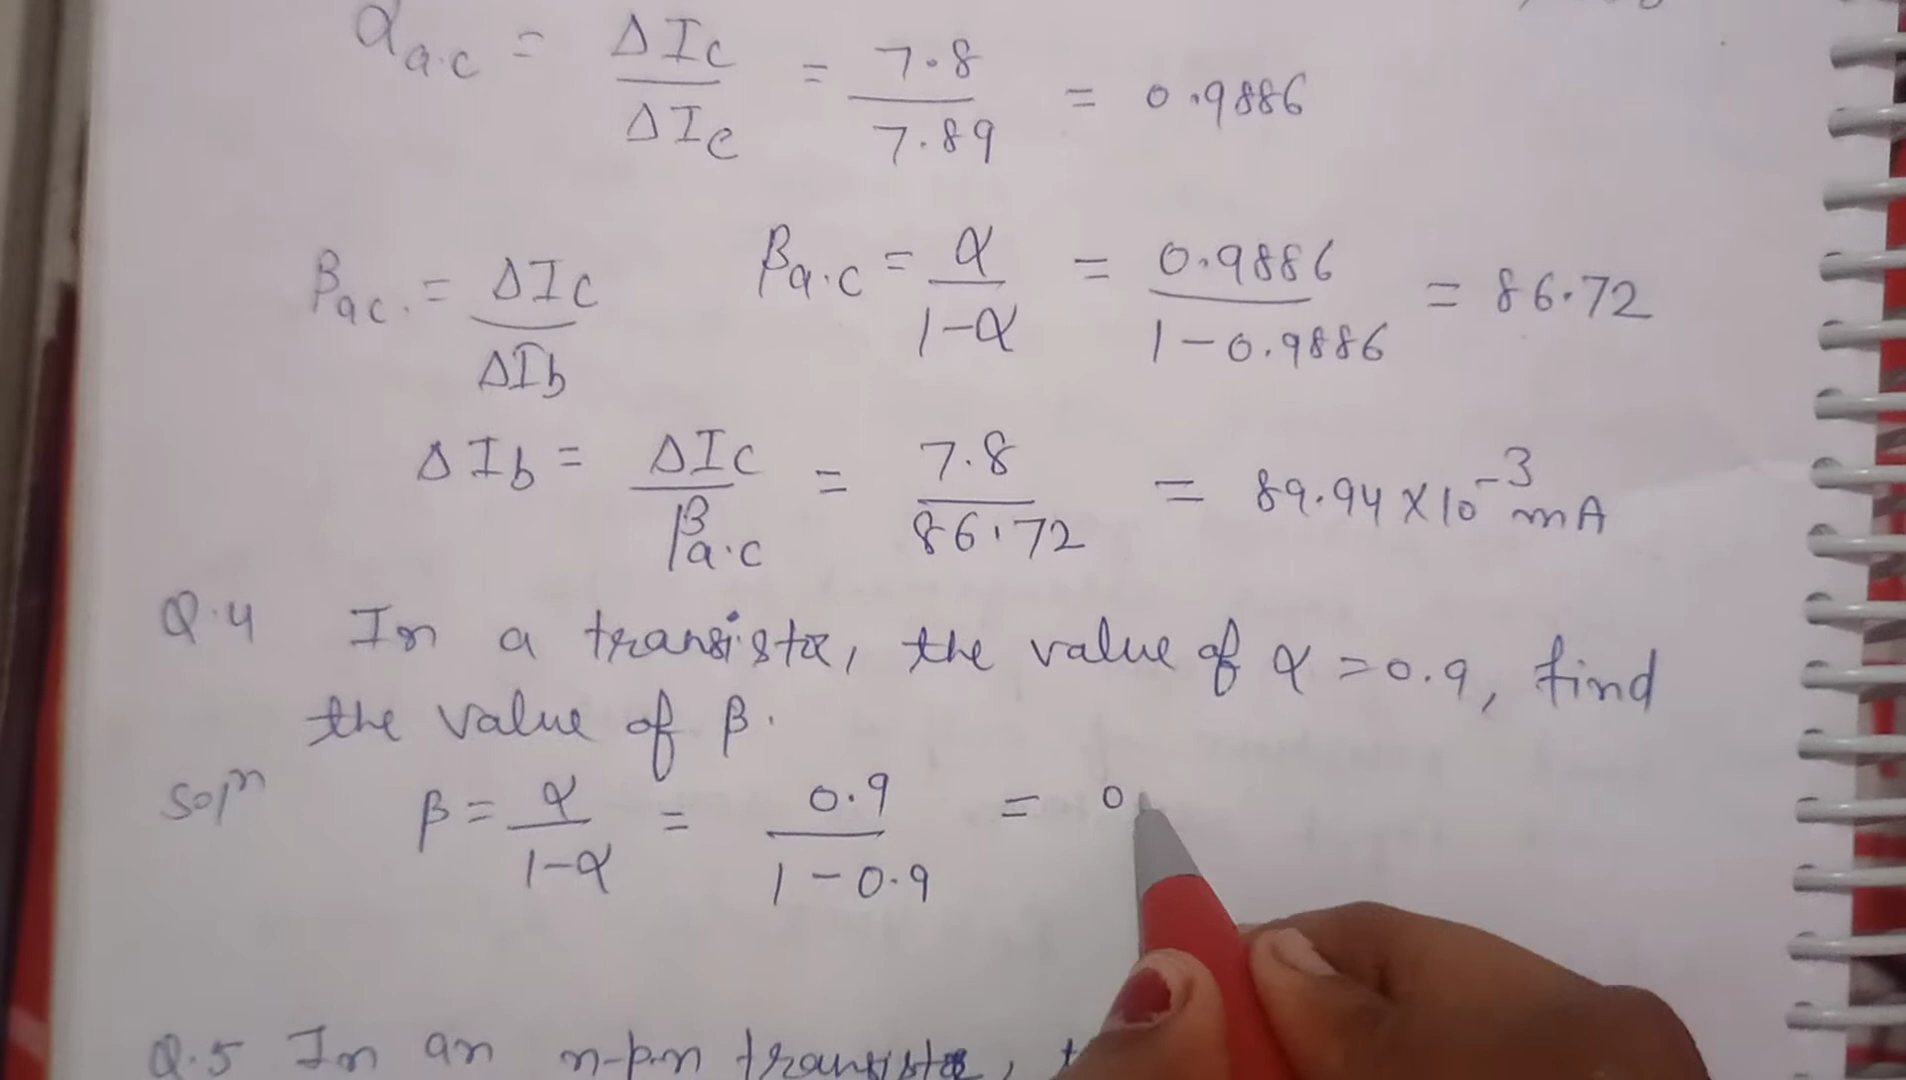 α a.c = ΔIc / ΔIe = 7.8 / 7.89 = 0.9886
βac. = ΔIc / ΔIb βa.c = α / 1-α = 0.9886 / 1-0.9886 = 86.72
ΔIb = ΔIc / βa.c = 7.8 / 86.72 = 89.94 × 10⁻³ mA
Q.4 In a transistor, the value of α = 0.9, find
the value of β.
Solⁿ β = α / 1-α = 0.9 / 1-0.9 = 0
Q.5 In an n-p-n transistor,